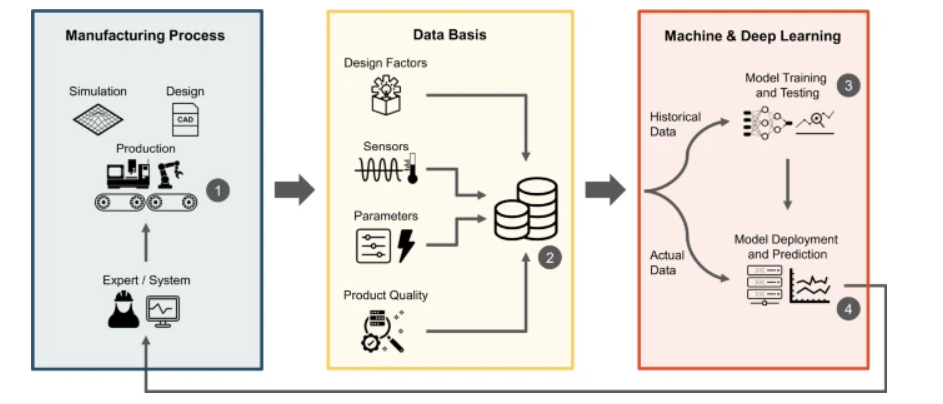 Manufacturing Process
Simulation
Design
CAD
Production
1
Expert / System
Data Basis
Design Factors
Sensors
Parameters
2
Product Quality
Machine & Deep Learning
Model Training
and Testing
3
Historical
Data
Actual
Data
Model Deployment
and Prediction
4